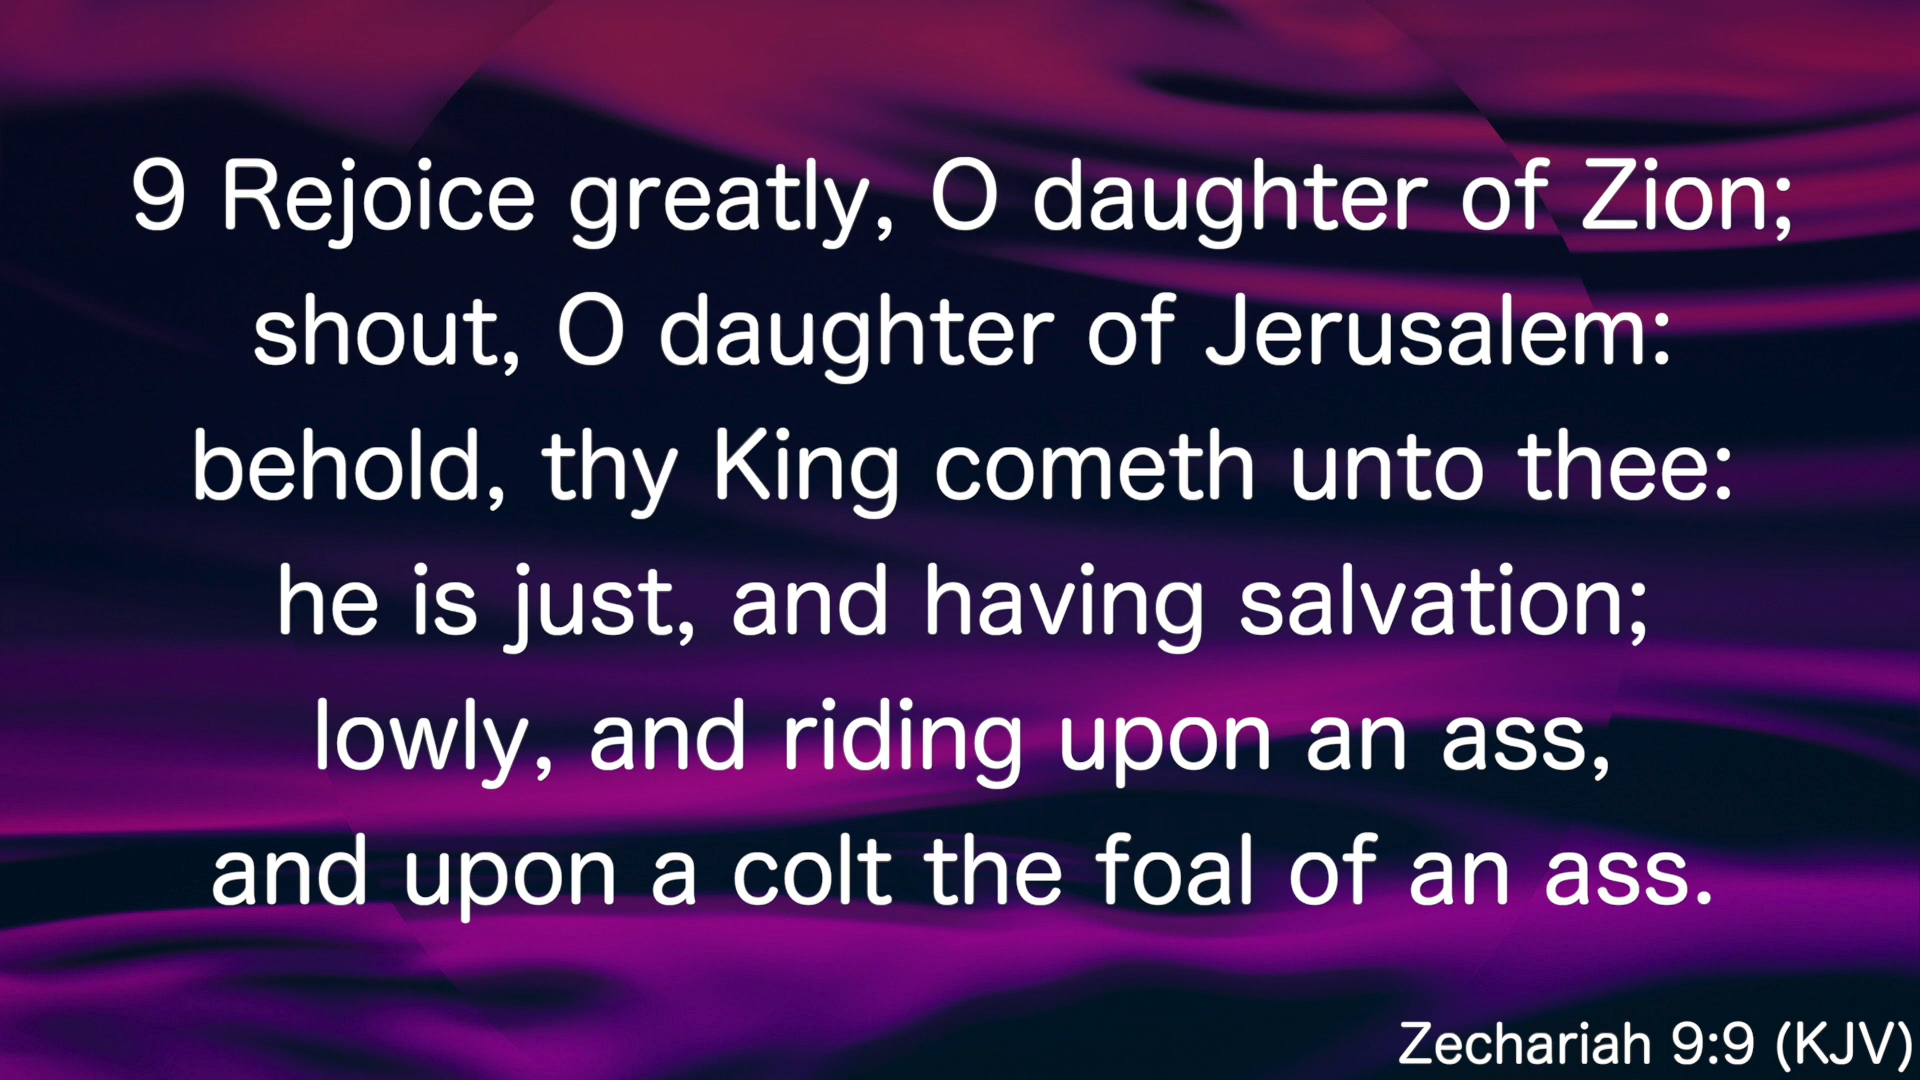 9 Rejoice greatly, O daughter of Zion;
shout, O daughter of Jerusalem:
behold, thy King cometh unto thee:
he is just, and having salvation;
lowly, and riding upon an ass,
and upon a colt the foal of an ass.
Zechariah 9:9 (KJV)